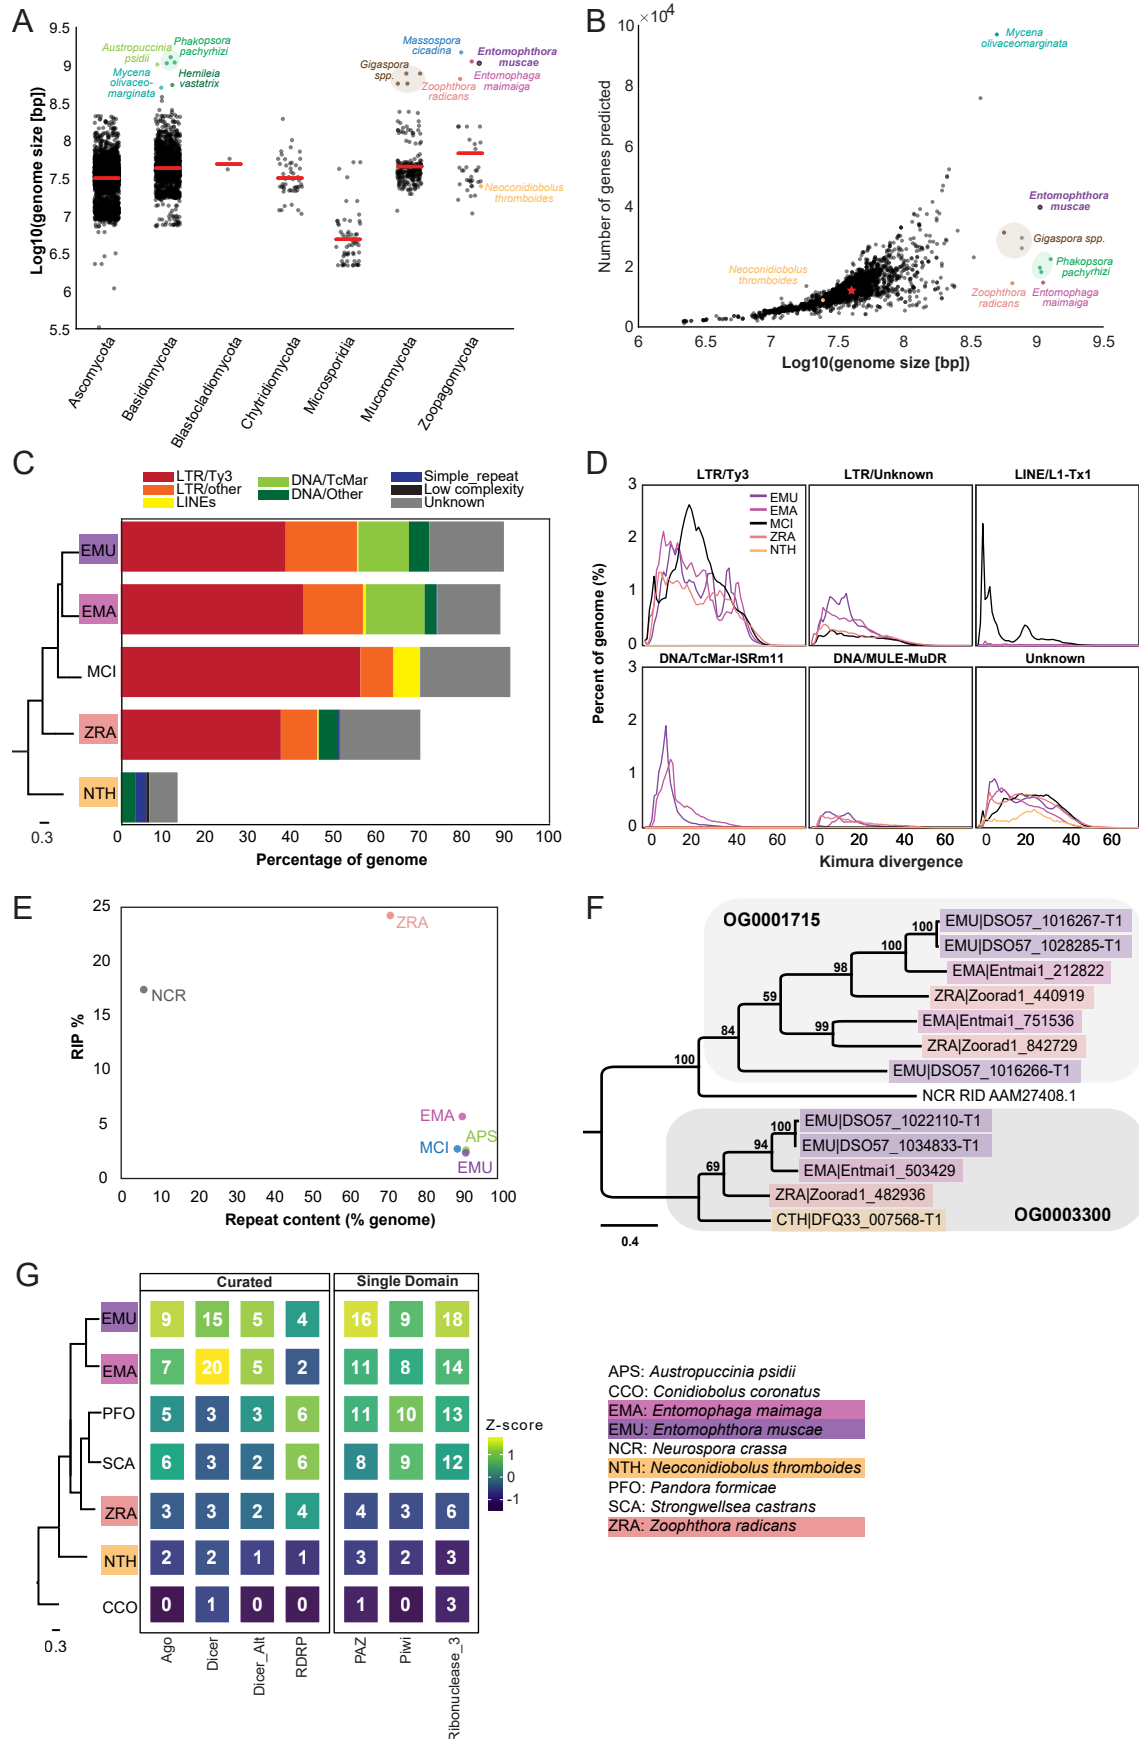 A
Log10(genome size [bp])
9.5
9
8.5
8
7.5
7
6.5
6
5.5
Austropuccinia
psidii
Phakopsora
pachyrhizi
Mycena
olivaceo-
marginata
Hemileia
vastatrix
Gigaspora
spp.
Massospora
cicadina
Entomophthora
muscae
Entomophaga
maimaiga
Zoophthora
radicans
Neoconidiobolus
thromboides
Ascomycota
Basidiomycota
Blastocladiomycota
Chytridiomycota
Microsporidia
Mucoromycota
Zoopagomycota
B
Number of genes predicted
10 ×10⁴
8
6
4
2
0
Mycena
olivaceomarginata
Entomophthora
muscae
Gigaspora spp.
Phakopsora
pachyrhizi
Neoconidiobolus
thromboides
Zoophthora
radicans
Entomophaga
maimaiga
6 6.5 7 7.5 8 8.5 9 9.5
Log10(genome size [bp])
C
LTR/Ty3
LTR/other
LINEs
DNA/TcMar
DNA/Other
Simple_repeat
Low complexity
Unknown
EMU
EMA
MCI
ZRA
NTH
0.3
0 10 20 30 40 50 60 70 80 90 100
Percentage of genome
D
LTR/Ty3 LTR/Unknown LINE/L1-Tx1
EMU
EMA
MCI
ZRA
NTH
3
2
1
0
Percent of genome (%)
DNA/TcMar-ISRm11 DNA/MULE-MuDR Unknown
3
2
1
0
0 20 40 60 0 20 40 60 0 20 40 60
Kimura divergence
E
RIP %
25
20
15
10
5
0
ZRA
NCR
EMA
APS
MCI
EMU
0 10 20 30 40 50 60 70 80 90 100
Repeat content (% genome)
F
OG0001715
EMU|DSO57_1016267-T1
EMU|DSO57_1028285-T1
EMA|Entmai1_212822
ZRA|Zoorad1_440919
EMA|Entmai1_751536
ZRA|Zoorad1_842729
EMU|DSO57_1016266-T1
NCR RID AAM27408.1
EMU|DSO57_1022110-T1
EMU|DSO57_1034833-T1
EMA|Entmai1_503429
ZRA|Zoorad1_482936
CTH|DFQ33_007568-T1
OG0003300
100
100
98
59
99
84
100
100
94
69
0.4
G
Curated Single Domain
EMU 9 15 5 4 16 9 18
EMA 7 20 5 2 11 8 14
PFO 5 3 3 6 11 10 13
SCA 6 3 2 6 8 9 12
ZRA 3 3 2 4 4 3 6
NTH 2 2 1 1 3 2 3
CCO 0 1 0 0 1 0 3
0.3
Ago
Dicer
Dicer_Alt
RDRP
PAZ
Piwi
Ribonuclease_3
Z-score
1
0
-1
APS: Austropuccinia psidii
CCO: Conidiobolus coronatus
EMA: Entomophaga maimaga
EMU: Entomophthora muscae
NCR: Neurospora crassa
NTH: Neoconidiobolus thromboides
PFO: Pandora formicae
SCA: Strongwellsea castrans
ZRA: Zoophthora radicans